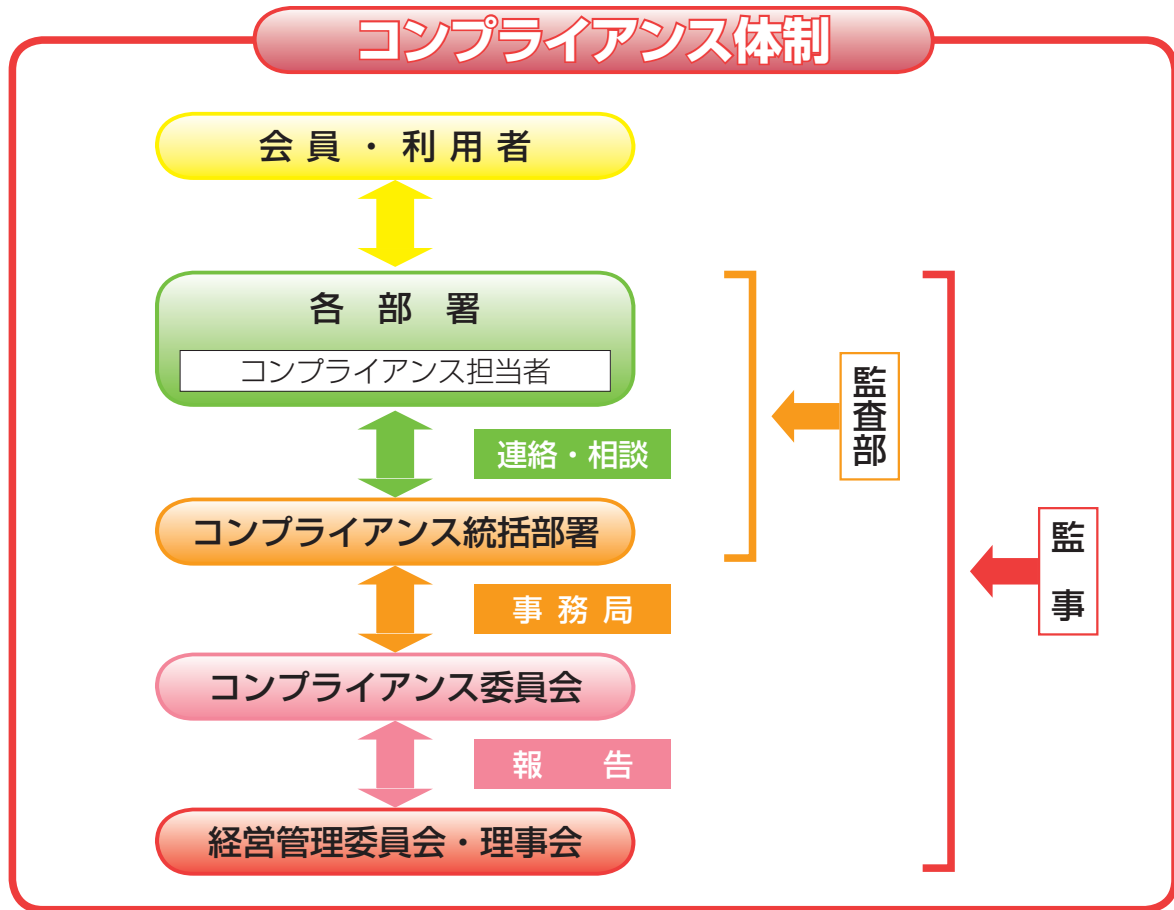 コンプライアンス体制
会員・利用者
各部署
コンプライアンス担当者
連絡・相談
コンプライアンス統括部署
事務局
コンプライアンス委員会
報告
経営管理委員会・理事会
監査部
監事